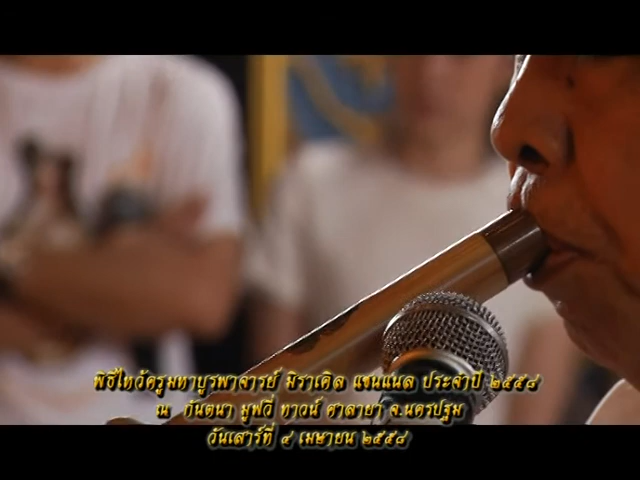 พิธีไหว้ครูมหาบูรพาจารย์ มิราเคิล แชนแนล ประจำปี ๒๕๕๘
ณ กันตนา มูฟวี่ ทาวน์ ศาลายา จ.นครปฐม
วันเสาร์ที่ ๔ เมษายน ๒๕๕๘